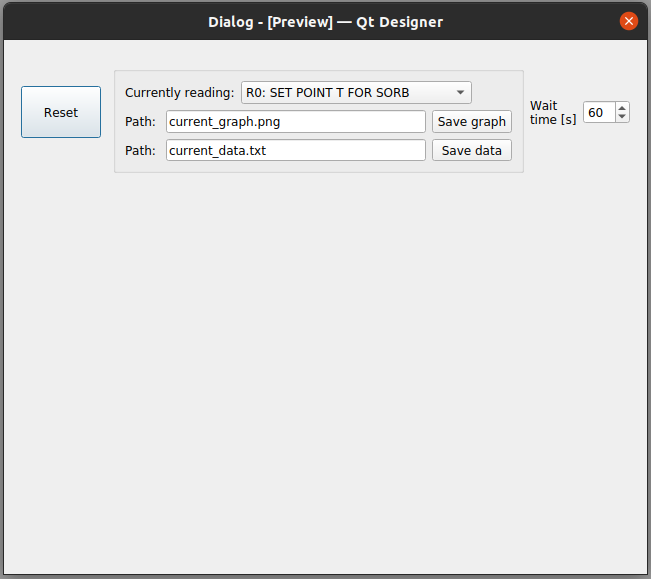 Dialog - [Preview] — Qt Designer
Reset
Currently reading: R0: SET POINT T FOR SORB
Path: current_graph.png Save graph
Path: current_data.txt Save data
Wait
time [s] 60